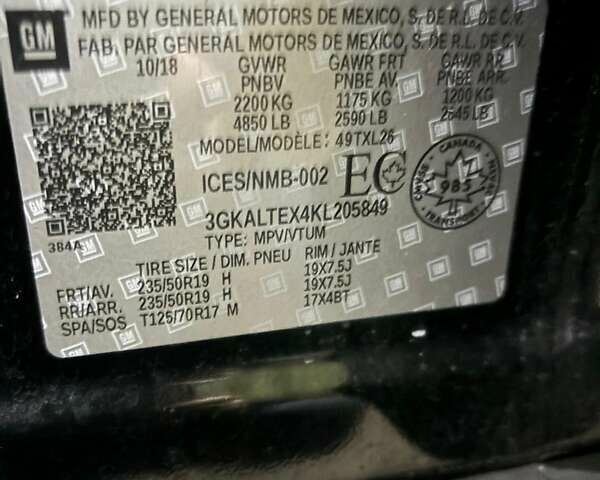 GM
MFD BY GENERAL MOTORS DE MEXICO, S. DE R.L. DE C.V.
FAB. PAR GENERAL MOTORS DE MEXICO, S. DE R.L. DE C.V.
10/18 GVWR GAWR FRT GAWR RR
PNBV PNBE AV. PNBE ARR.
2200 KG 1175 KG 1200 KG
4850 LB 2590 LB 2645 LB
MODEL/MODÈLE: 49TXL26
ICES/NMB-002 EC
CANADA
985
TRANSPORT
3GKALTEX4KL205849
3B4A
TYPE: MPV/VTUM
TIRE SIZE / DIM. PNEU RIM / JANTE
FRT/AV. 235/50R19 H 19X7.5J
RR/ARR. 235/50R19 H 19X7.5J
SPA/SOS T125/70R17 M 17X4BT